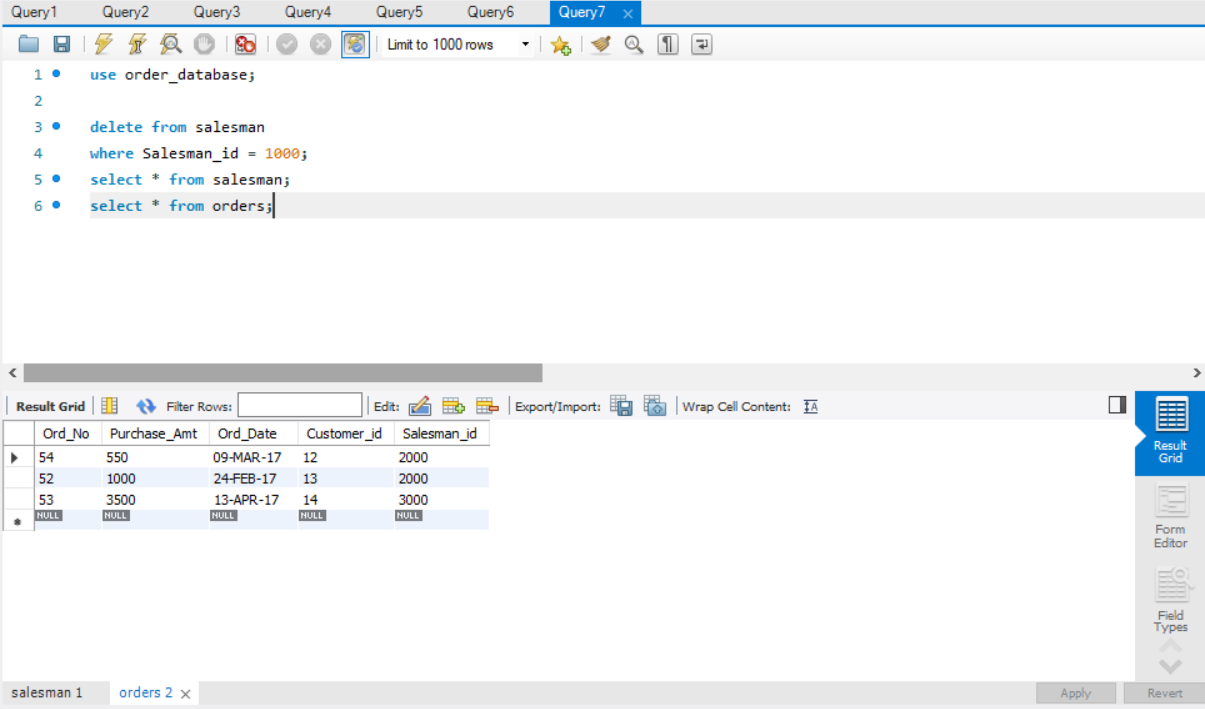 Query1 Query2 Query3 Query4 Query5 Query6 Query7
Limit to 1000 rows
1 use order_database;
2
3 delete from salesman
4 where Salesman_id = 1000;
5 select * from salesman;
6 select * from orders;
Result Grid Filter Rows: Edit: Export/Import: Wrap Cell Content: IA
Ord_No Purchase_Amt Ord_Date Customer_id Salesman_id
54 550 09-MAR-17 12 2000
52 1000 24-FEB-17 13 2000
53 3500 13-APR-17 14 3000
NULL NULL NULL NULL NULL
Result
Grid
Form
Editor
Field
Types
salesman 1 orders 2 Apply Revert